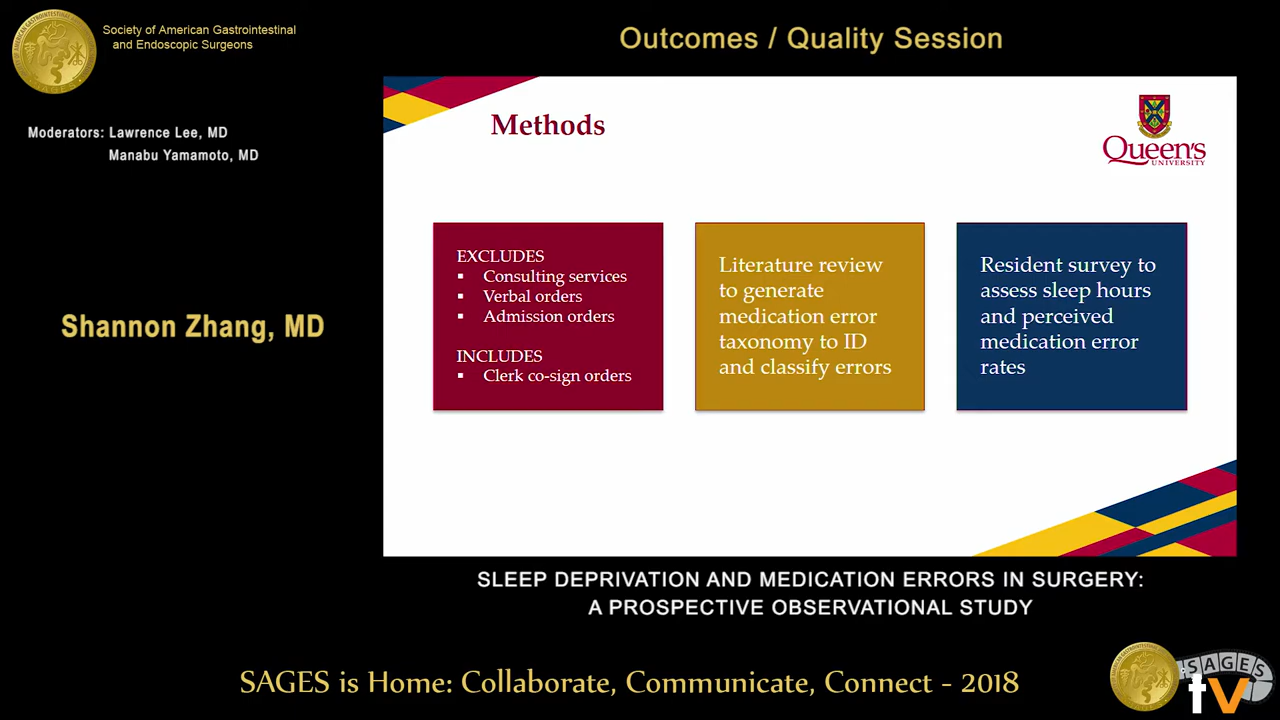 Society of American Gastrointestinal
and Endoscopic Surgeons
Outcomes / Quality Session
Moderators: Lawrence Lee, MD
Manabu Yamamoto, MD
Shannon Zhang, MD
Methods
Queen's
UNIVERSITY
EXCLUDES
▪ Consulting services
▪ Verbal orders
▪ Admission orders
INCLUDES
▪ Clerk co-sign orders
Literature review
to generate
medication error
taxonomy to ID
and classify errors
Resident survey to
assess sleep hours
and perceived
medication error
rates
SLEEP DEPRIVATION AND MEDICATION ERRORS IN SURGERY:
A PROSPECTIVE OBSERVATIONAL STUDY
SAGES is Home: Collaborate, Communicate, Connect - 2018
SAGES
tv